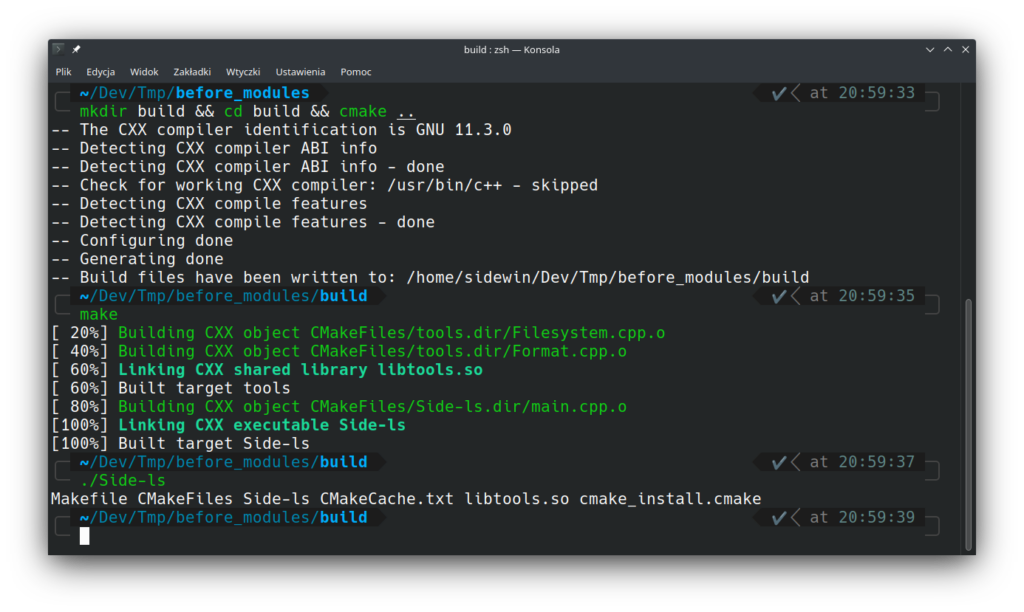 build : zsh — Konsola
Plik Edycja Widok Zakładki Wtyczki Ustawienia Pomoc
~/Dev/Tmp/before_modules ✔ at 20:59:33
mkdir build && cd build && cmake ..
-- The CXX compiler identification is GNU 11.3.0
-- Detecting CXX compiler ABI info
-- Detecting CXX compiler ABI info - done
-- Check for working CXX compiler: /usr/bin/c++ - skipped
-- Detecting CXX compile features
-- Detecting CXX compile features - done
-- Configuring done
-- Generating done
-- Build files have been written to: /home/sidewin/Dev/Tmp/before_modules/build
~/Dev/Tmp/before_modules/build ✔ at 20:59:35
make
[ 20%] Building CXX object CMakeFiles/tools.dir/Filesystem.cpp.o
[ 40%] Building CXX object CMakeFiles/tools.dir/Format.cpp.o
[ 60%] Linking CXX shared library libtools.so
[ 60%] Built target tools
[ 80%] Building CXX object CMakeFiles/Side-ls.dir/main.cpp.o
[100%] Linking CXX executable Side-ls
[100%] Built target Side-ls
~/Dev/Tmp/before_modules/build ✔ at 20:59:37
./Side-ls
Makefile CMakeFiles Side-ls CMakeCache.txt libtools.so cmake_install.cmake
~/Dev/Tmp/before_modules/build ✔ at 20:59:39